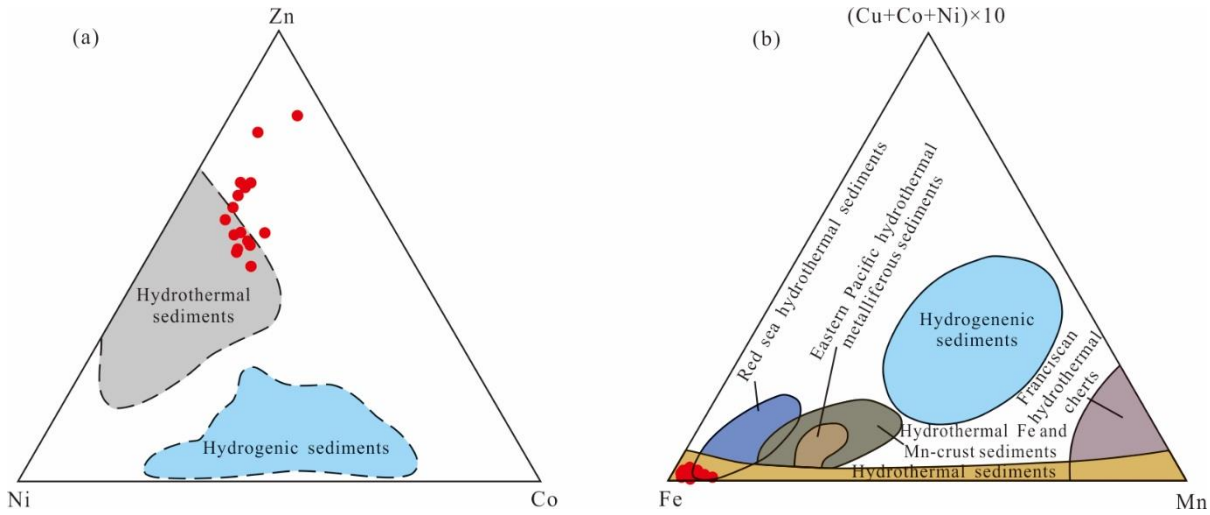 (a)
Zn
Hydrothermal
sediments
Hydrogenic sediments
Ni
Co
(b)
(Cu+Co+Ni)×10
Red sea hydrothermal sediments
Eastern Pacific hydrothermal
metalliferous sediments
Hydrogenenic
sediments
Franciscan
hydrothermal
cherts
Hydrothermal Fe and
Mn-crust sediments
Hydrothermal sediments
Fe
Mn